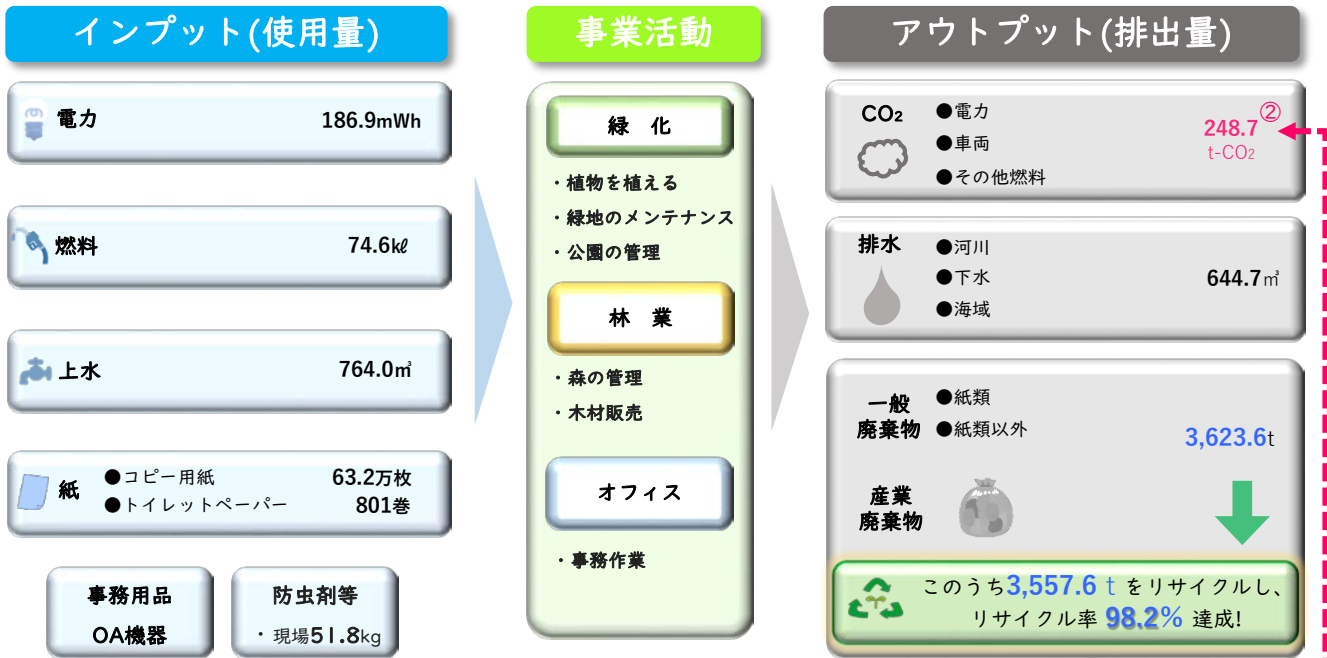 インプット(使用量)
電力 186.9mWh
燃料 74.6kℓ
上水 764.0㎥
紙
●コピー用紙 63.2万枚
●トイレットペーパー 801巻
事務用品
OA機器
防虫剤等
・現場51.8kg
事業活動
緑 化
・植物を植える
・緑地のメンテナンス
・公園の管理
林 業
・森の管理
・木材販売
オフィス
・事務作業
アウトプット(排出量)
CO₂
●電力
●車両
●その他燃料
248.7②
t-CO₂
排水
●河川
●下水
●海域
644.7㎥
一般
廃棄物
●紙類
●紙類以外
3,623.6t
産業
廃棄物
このうち3,557.6 t をリサイクルし、
リサイクル率 98.2% 達成!